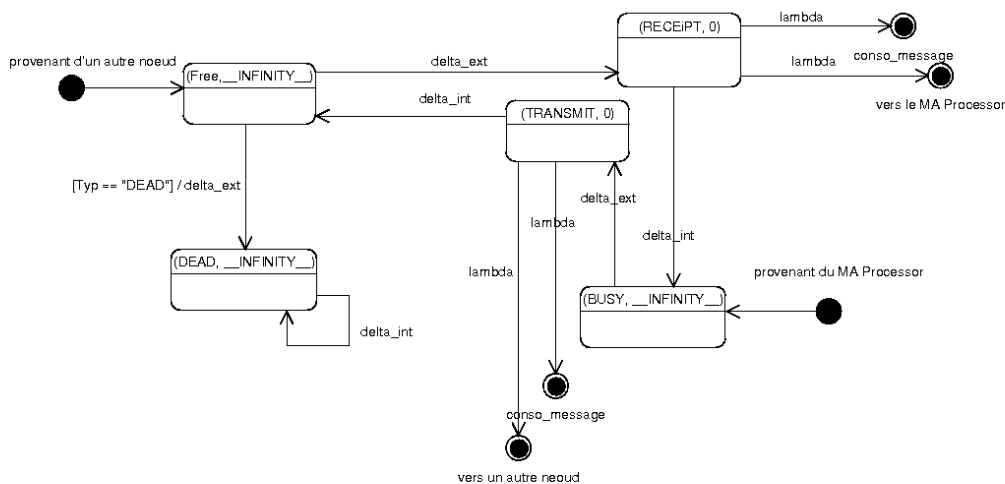 lambda
(RECEiPT, 0)
conso_message
provenant d'un autre noeud
(Free,__INFINITY__)
delta_ext
lambda
vers le MA Processor
delta_int
(TRANSMIT, 0)
[Typ == "DEAD"] / delta_ext
delta_ext
lambda
delta_int
(DEAD, __INFINITY__)
lambda
provenant du MA Processor
(BUSY, __INFINITY__)
delta_int
conso_message
vers un autre neoud